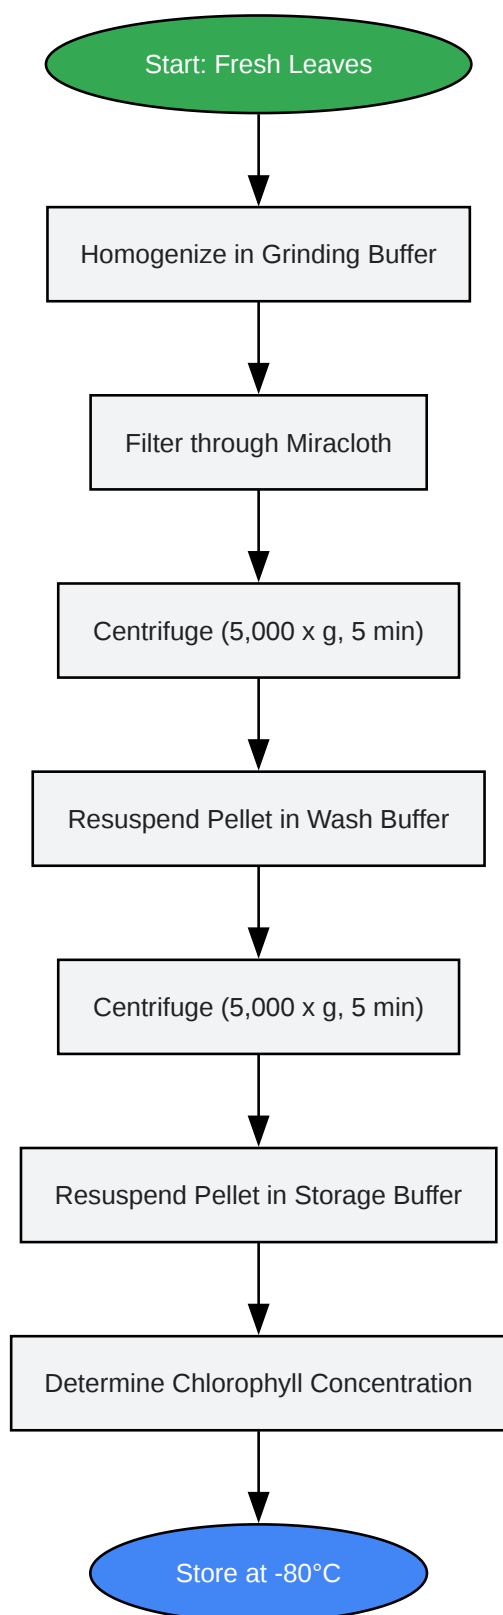 Start: Fresh Leaves
Homogenize in Grinding Buffer
Filter through Miracloth
Centrifuge (5,000 x g, 5 min)
Resuspend Pellet in Wash Buffer
Centrifuge (5,000 x g, 5 min)
Resuspend Pellet in Storage Buffer
Determine Chlorophyll Concentration
Store at -80°C